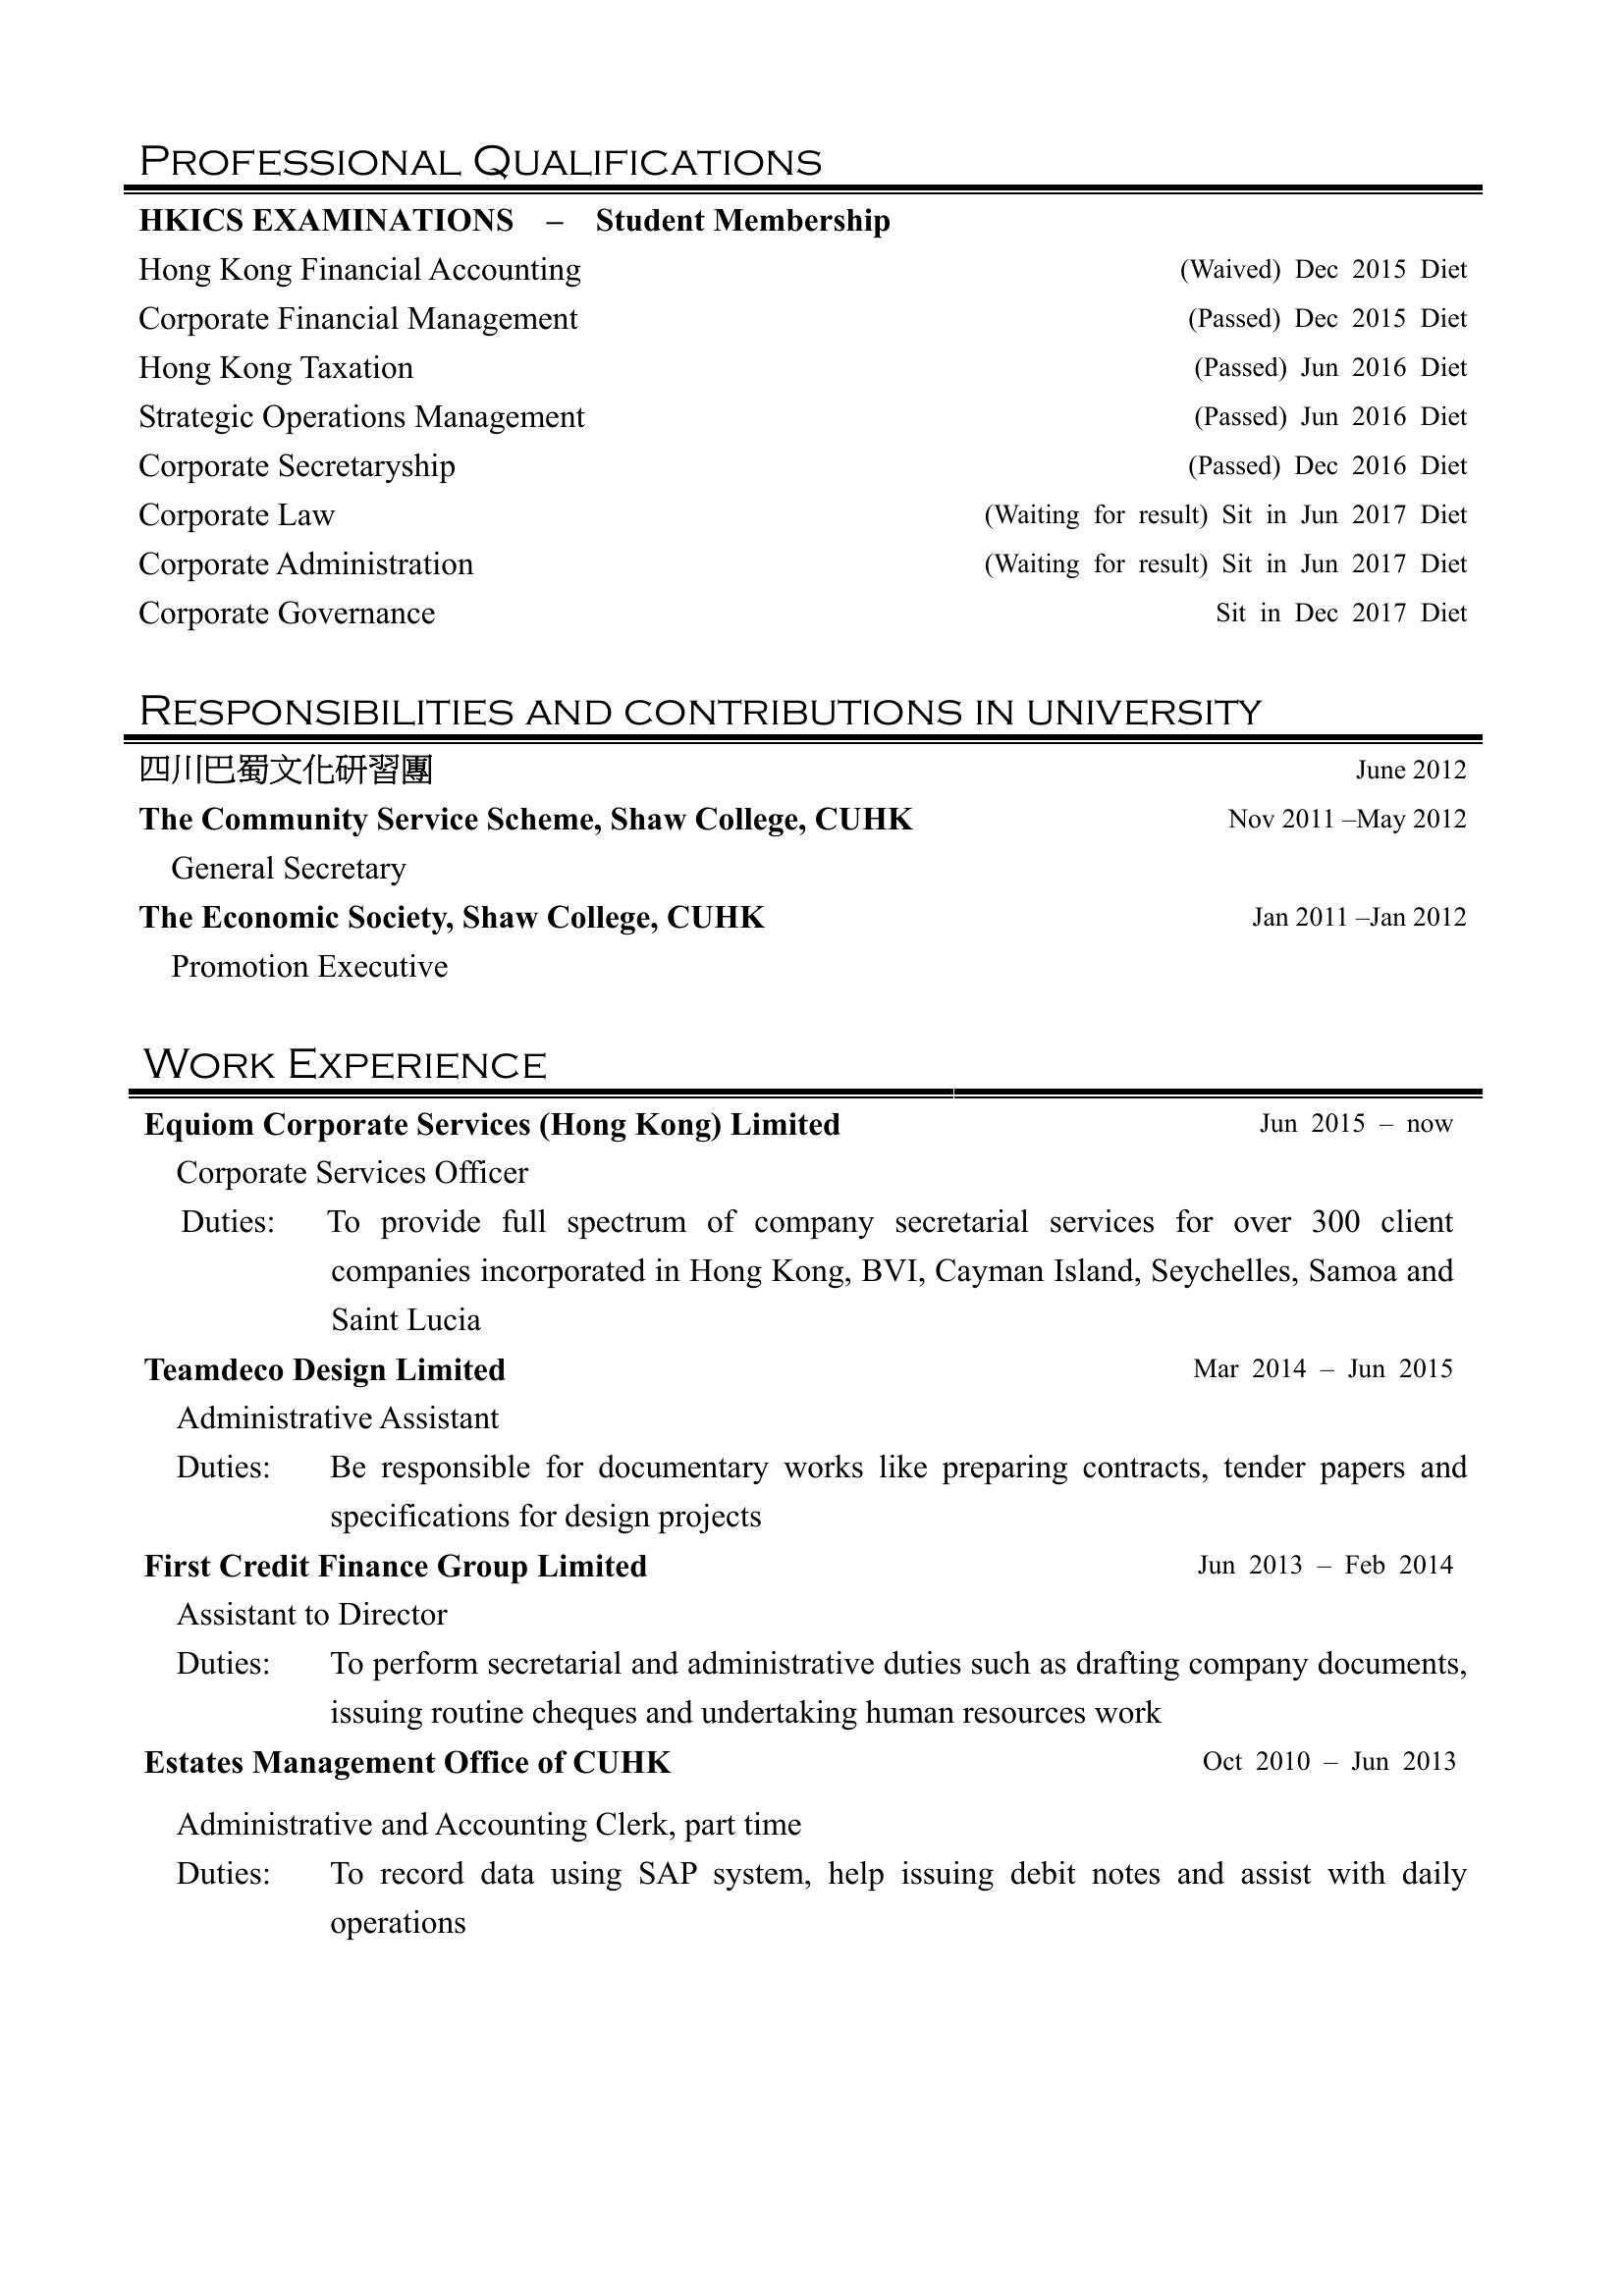 PROFESSIONAL QUALIFICATIONS
HKICS EXAMINATIONS – Student Membership
Hong Kong Financial Accounting (Waived) Dec 2015 Diet
Corporate Financial Management (Passed) Dec 2015 Diet
Hong Kong Taxation (Passed) Jun 2016 Diet
Strategic Operations Management (Passed) Jun 2016 Diet
Corporate Secretaryship (Passed) Dec 2016 Diet
Corporate Law (Waiting for result) Sit in Jun 2017 Diet
Corporate Administration (Waiting for result) Sit in Jun 2017 Diet
Corporate Governance Sit in Dec 2017 Diet
RESPONSIBILITIES AND CONTRIBUTIONS IN UNIVERSITY
四川巴蜀文化研習團 June 2012
The Community Service Scheme, Shaw College, CUHK Nov 2011 –May 2012
General Secretary
The Economic Society, Shaw College, CUHK Jan 2011 –Jan 2012
Promotion Executive
WORK EXPERIENCE
Equiom Corporate Services (Hong Kong) Limited Jun 2015 – now
Corporate Services Officer
Duties: To provide full spectrum of company secretarial services for over 300 client
companies incorporated in Hong Kong, BVI, Cayman Island, Seychelles, Samoa and
Saint Lucia
Teamdeco Design Limited Mar 2014 – Jun 2015
Administrative Assistant
Duties: Be responsible for documentary works like preparing contracts, tender papers and
specifications for design projects
First Credit Finance Group Limited Jun 2013 – Feb 2014
Assistant to Director
Duties: To perform secretarial and administrative duties such as drafting company documents,
issuing routine cheques and undertaking human resources work
Estates Management Office of CUHK Oct 2010 – Jun 2013
Administrative and Accounting Clerk, part time
Duties: To record data using SAP system, help issuing debit notes and assist with daily
operations